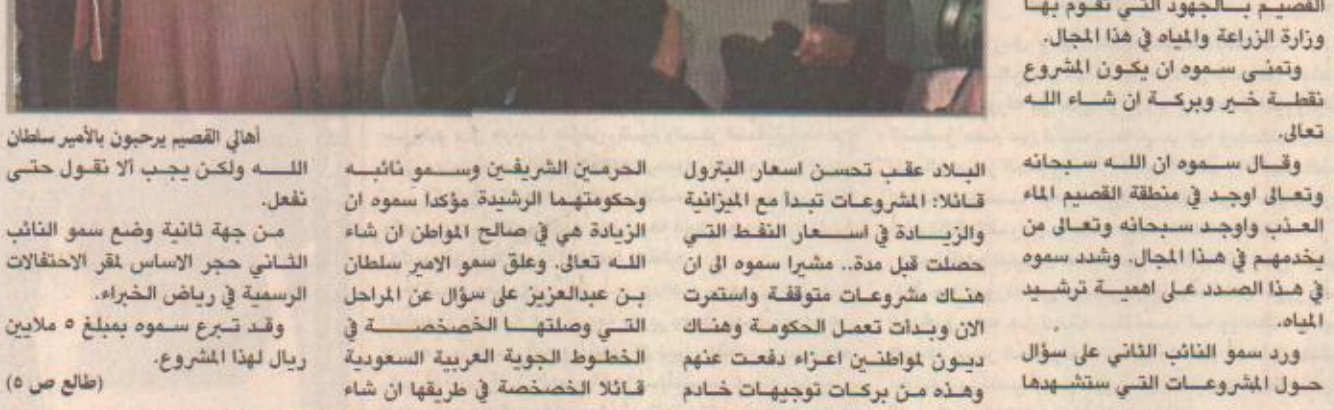 القصيم بالجهود التي تقوم بها
وزارة الزراعة والمياه في هذا المجال.
وتمنى سموه ان يكون المشروع
نقطة خير وبركة ان شاء الله
تعالى.
وقال سموه ان الله سبحانه
وتعالى اوجد في منطقة القصيم الماء
العذب واوجد سبحانه وتعالى من
يخدمهم في هذا المجال. وشدد سموه
في هذا الصدد على اهمية ترشيد
المياه.
ورد سمو النائب الثاني على سؤال
حول المشروعات التي ستشهدها
البلاد عقب تحسن اسعار البترول
قائلا: المشروعات تبدأ مع الميزانية
والزيادة في اسعار النفط التي
حصلت قبل مدة.. مشيرا سموه الى ان
هناك مشروعات متوقفة واستمرت
الان وبدأت تعمل الحكومة وهناك
ديون لمواطنين اعزاء دفعت عنهم
وهذه من بركات توجيهات خادم
الحرمين الشريفين وسمو نائبه
وحكومتهما الرشيدة مؤكدا سموه ان
الزيادة هي في صالح المواطن ان شاء
الله تعالى. وعلق سمو الامير سلطان
بن عبدالعزيز على سؤال عن المراحل
التي وصلتها الخصخصة في
الخطوط الجوية العربية السعودية
قائلا الخصخصة في طريقها ان شاء
أهالي القصيم يرحبون بالأمير سلطان
الله ولكن يجب ألا نقول حتى
نفعل.
من جهة ثانية وضع سمو النائب
الثاني حجر الاساس لمقر الاحتفالات
الرسمية في رياض الخبراء.
وقد تبرع سموه بمبلغ ٥ ملايين
ريال لهذا المشروع.
(طالع ص ٥)